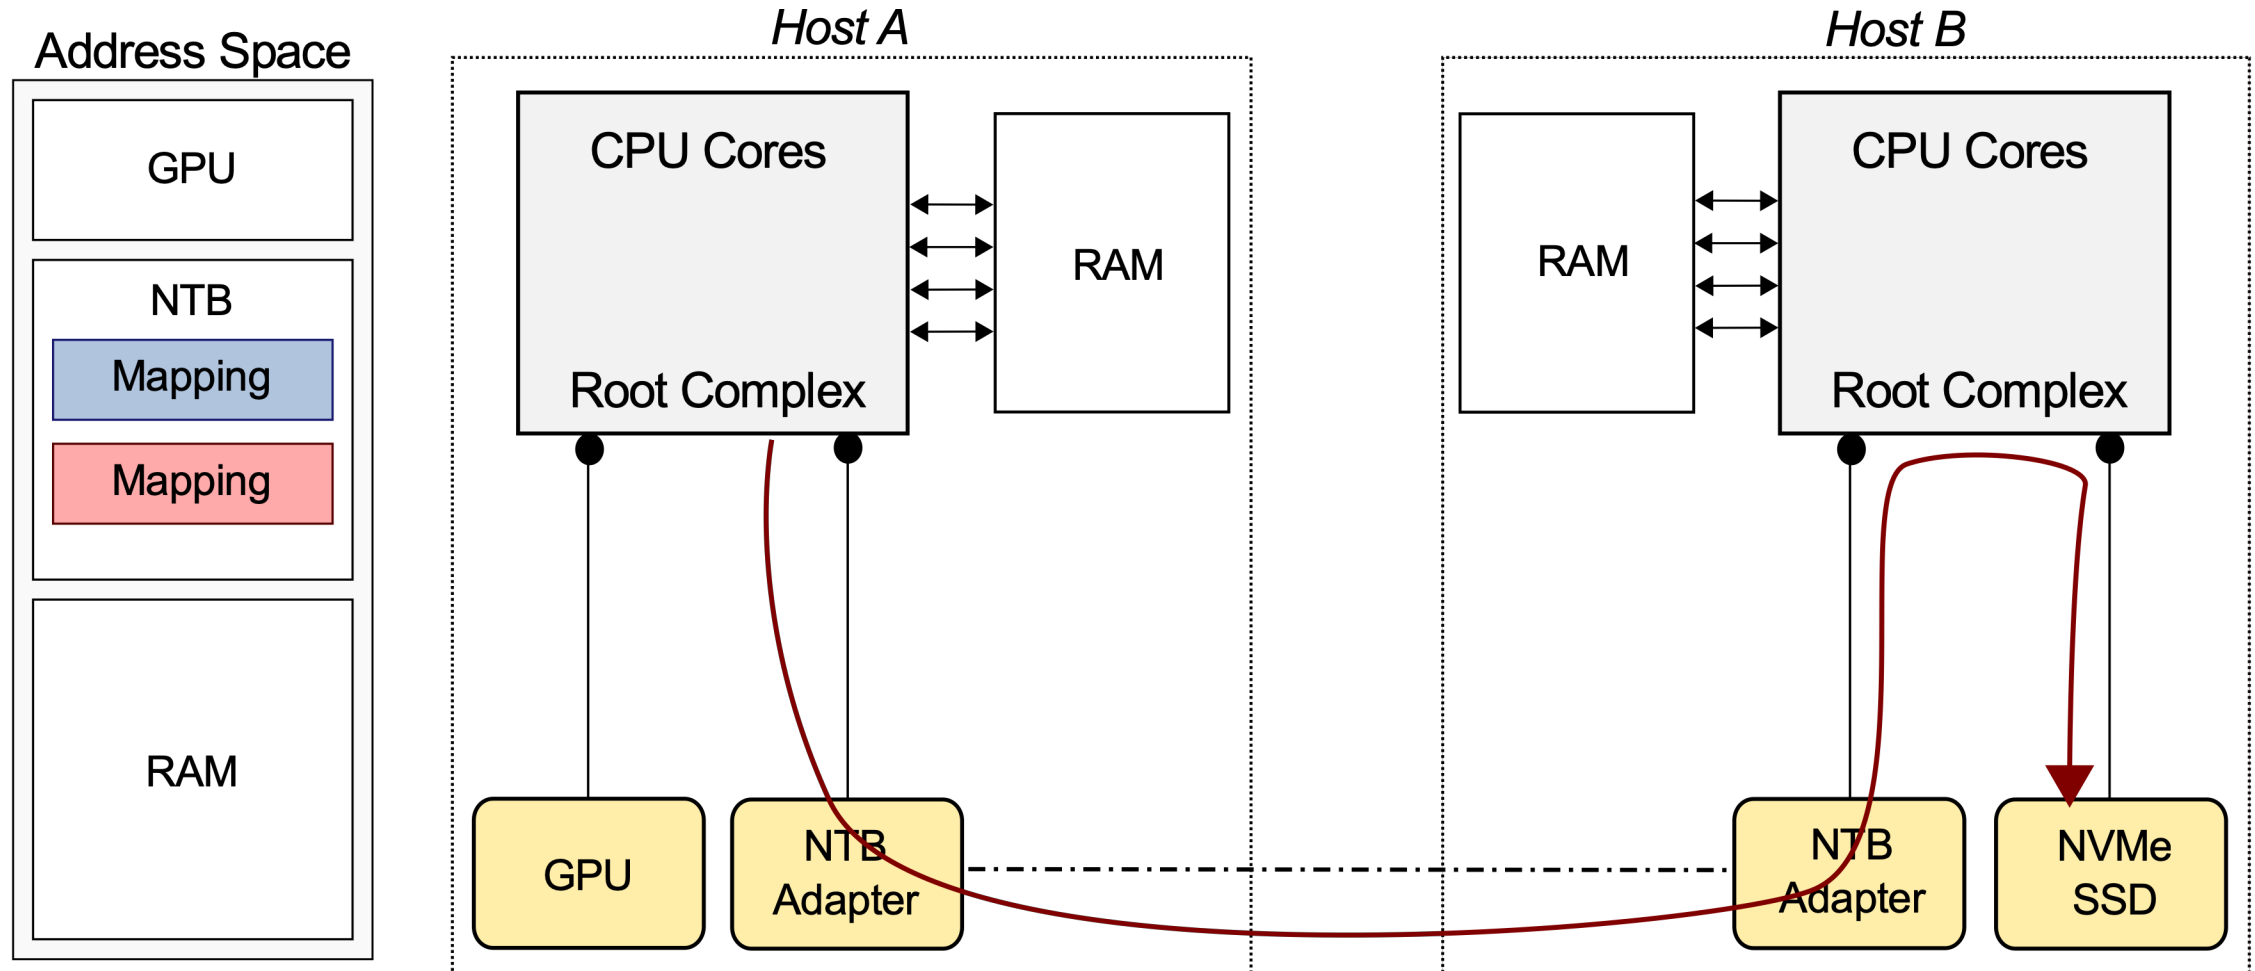 Address Space
GPU
NTB
Mapping
Mapping
RAM
Host A
CPU Cores
Root Complex
RAM
GPU
NTB
Adapter
Host B
RAM
CPU Cores
Root Complex
NTB
Adapter
NVMe
SSD